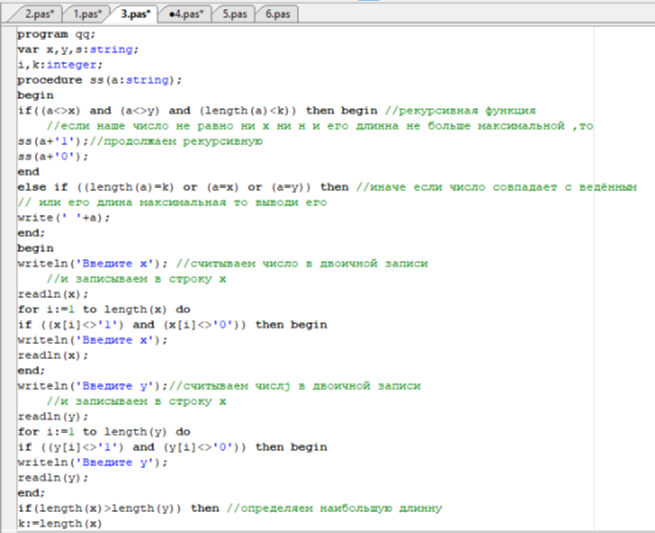 2.pas* 1.pas* 3.pas* •4.pas* 5.pas 6.pas
program qq;
var x,y,s:string;
i,k:integer;
procedure ss(a:string);
begin
if((a<>x) and (a<>y) and (length(a)<k)) then begin //рекурсивная функция
//если наше число не равно ни x ни н и его длинна не больше максимальной ,то
ss(a+'1');//продолжаем рекурсивную
ss(a+'0');
end
else if ((length(a)=k) or (a=x) or (a=y)) then //иначе если число совпадает с ведённым
// или его длина максимальная то выводи его
write(' '+a);
end;
begin
writeln('Введите x'); //считываем число в двоичной записи
//и записываем в строку x
readln(x);
for i:=1 to length(x) do
if ((x[i]<>'1') and (x[i]<>'0')) then begin
writeln('Введите x');
readln(x);
end;
writeln('Введите y');//считываем числj в двоичной записи
//и записываем в строку x
readln(y);
for i:=1 to length(y) do
if ((y[i]<>'1') and (y[i]<>'0')) then begin
writeln('Введите y');
readln(y);
end;
if(length(x)>length(y)) then //определяем наибольшую длинну
k:=length(x)